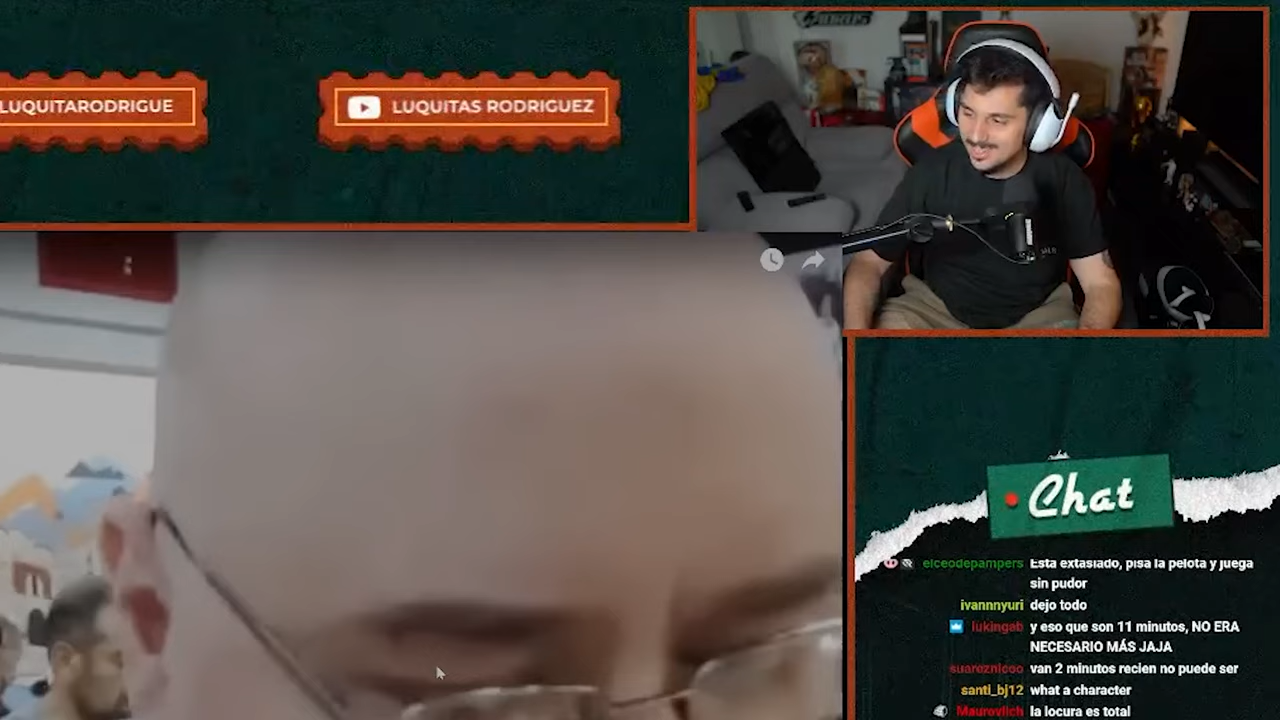 LUQUITARODRIGUE
LUQUITAS RODRIGUEZ
Chat
elceodepampers Esta extasiado, pisa la pelota y juega
sin pudor
ivannnyuri dejo todo
lukingab y eso que son 11 minutos, NO ERA
NECESARIO MÁS JAJA
suareznicoo van 2 minutos recien no puede ser
santi_bj12 what a character
Maurovlich la locura es total